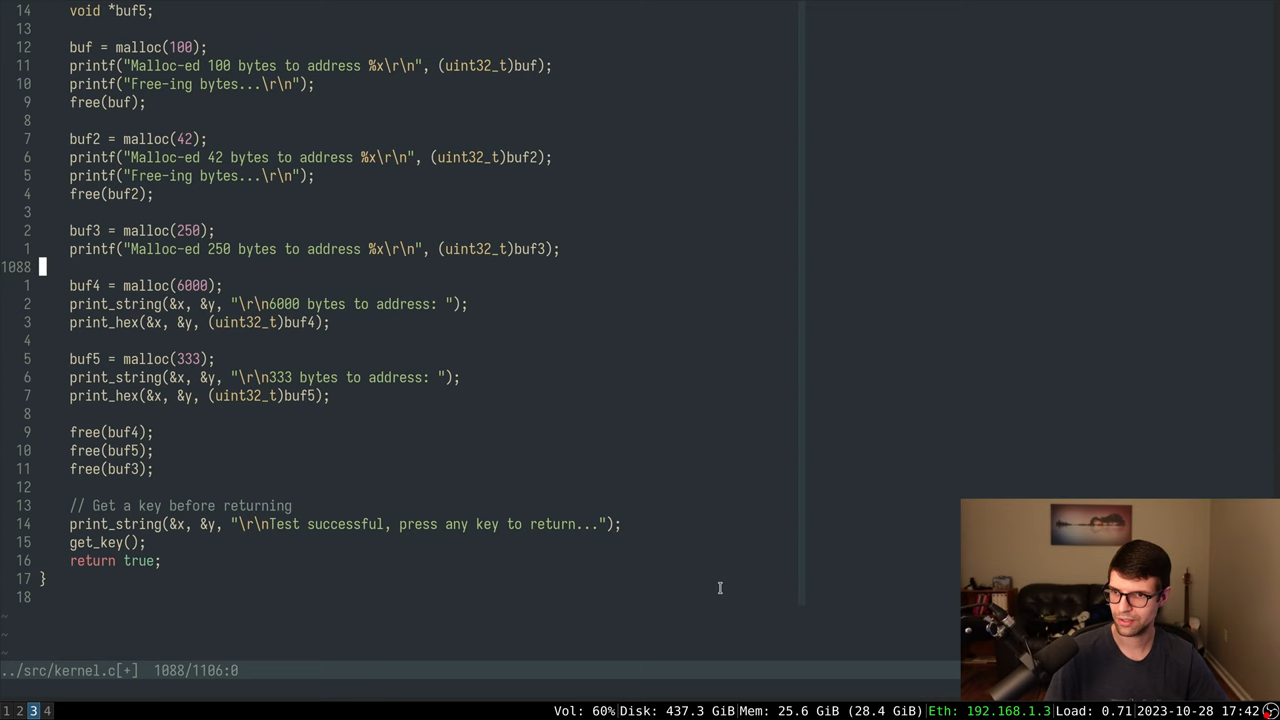 14     void *buf5;
13
12     buf = malloc(100);
11     printf("Malloc-ed 100 bytes to address %x\r\n", (uint32_t)buf);
10     printf("Free-ing bytes...\r\n");
9     free(buf);
8
7     buf2 = malloc(42);
6     printf("Malloc-ed 42 bytes to address %x\r\n", (uint32_t)buf2);
5     printf("Free-ing bytes...\r\n");
4     free(buf2);
3
2     buf3 = malloc(250);
1     printf("Malloc-ed 250 bytes to address %x\r\n", (uint32_t)buf3);
1088
1     buf4 = malloc(6000);
2     print_string(&x, &y, "\r\n6000 bytes to address: ");
3     print_hex(&x, &y, (uint32_t)buf4);
4
5     buf5 = malloc(333);
6     print_string(&x, &y, "\r\n333 bytes to address: ");
7     print_hex(&x, &y, (uint32_t)buf5);
8
9     free(buf4);
10     free(buf5);
11     free(buf3);
12
13     // Get a key before returning
14     print_string(&x, &y, "\r\nTest successful, press any key to return...");
15     get_key();
16     return true;
17 }
18
~
~
~
../src/kernel.c[+]  1088/1106:0
1 2 3 4 Vol: 60% Disk: 437.3 GiB Mem: 25.6 GiB (28.4 GiB) Eth: 192.168.1.3 Load: 0.71 2023-10-28 17:42